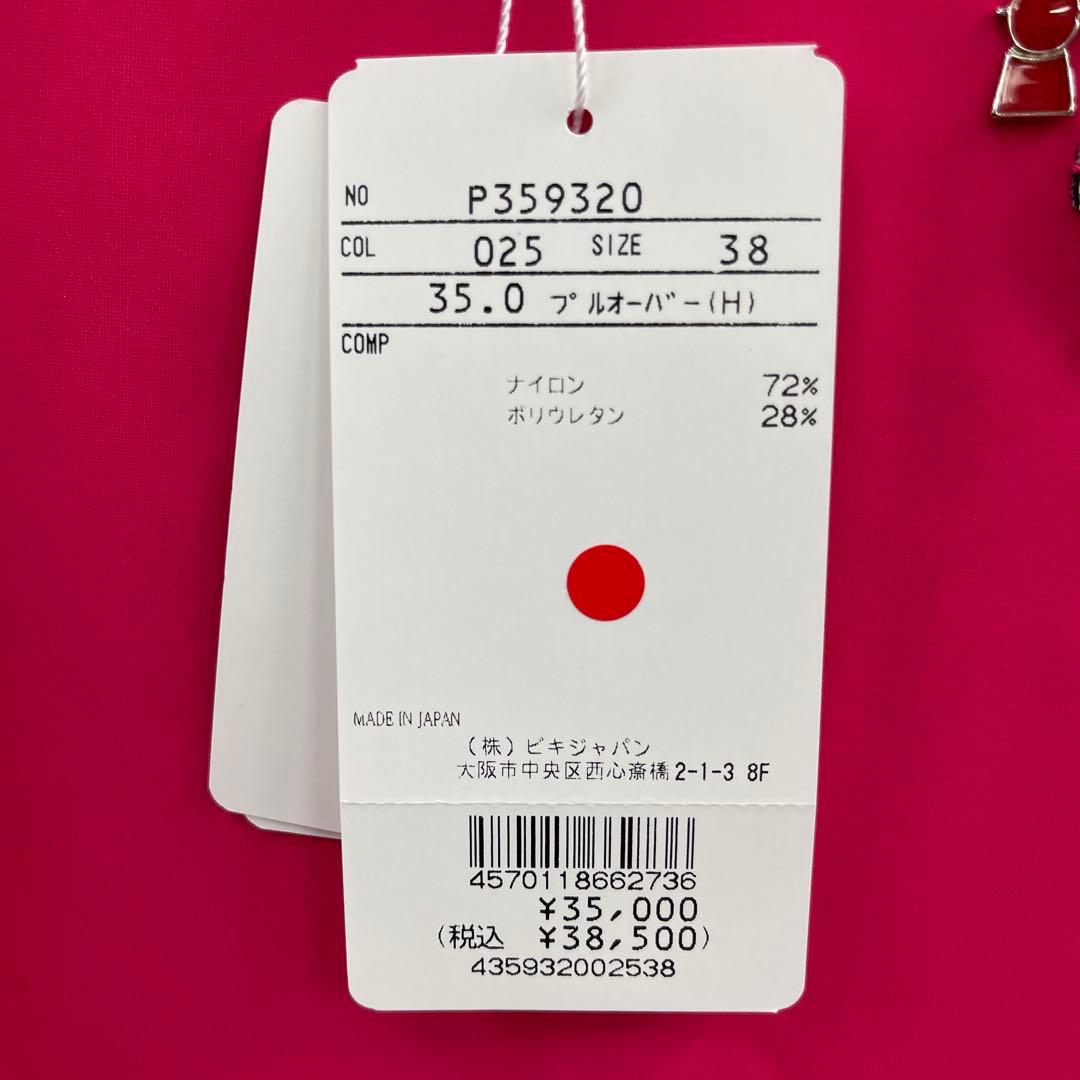 NO P359320
COL 025 SIZE 38
35.0 プルオーバー(H)
COMP
ナイロン 72%
ポリウレタン 28%
MADE IN JAPAN
(株)ビキジャパン
大阪市中央区西心斎橋2-1-3 8F
4570118662736
¥35,000
(税込 ¥38,500)
435932002538